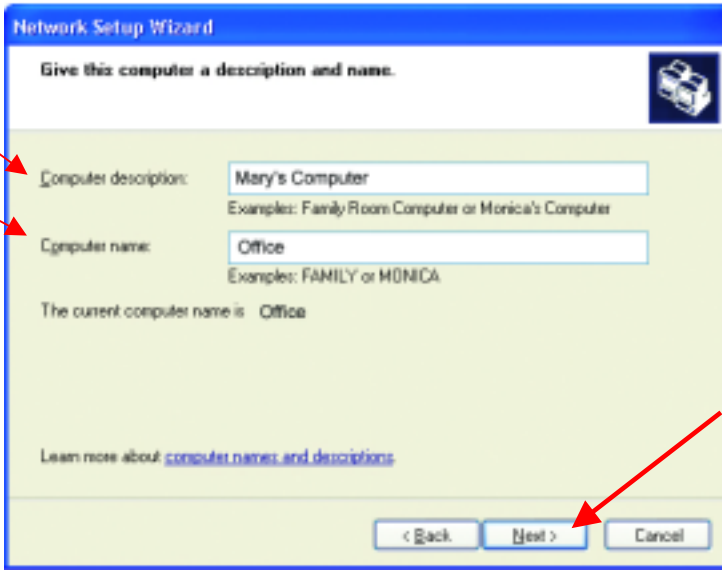 Network Setup Wizard
Give this computer a description and name.
Computer description: Mary's Computer
Examples: Family Room Computer or Monica's Computer
Computer name: Office
Examples: FAMILY or MONICA
The current computer name is Office
Learn more about computer names and descriptions.
< Back Next > Cancel